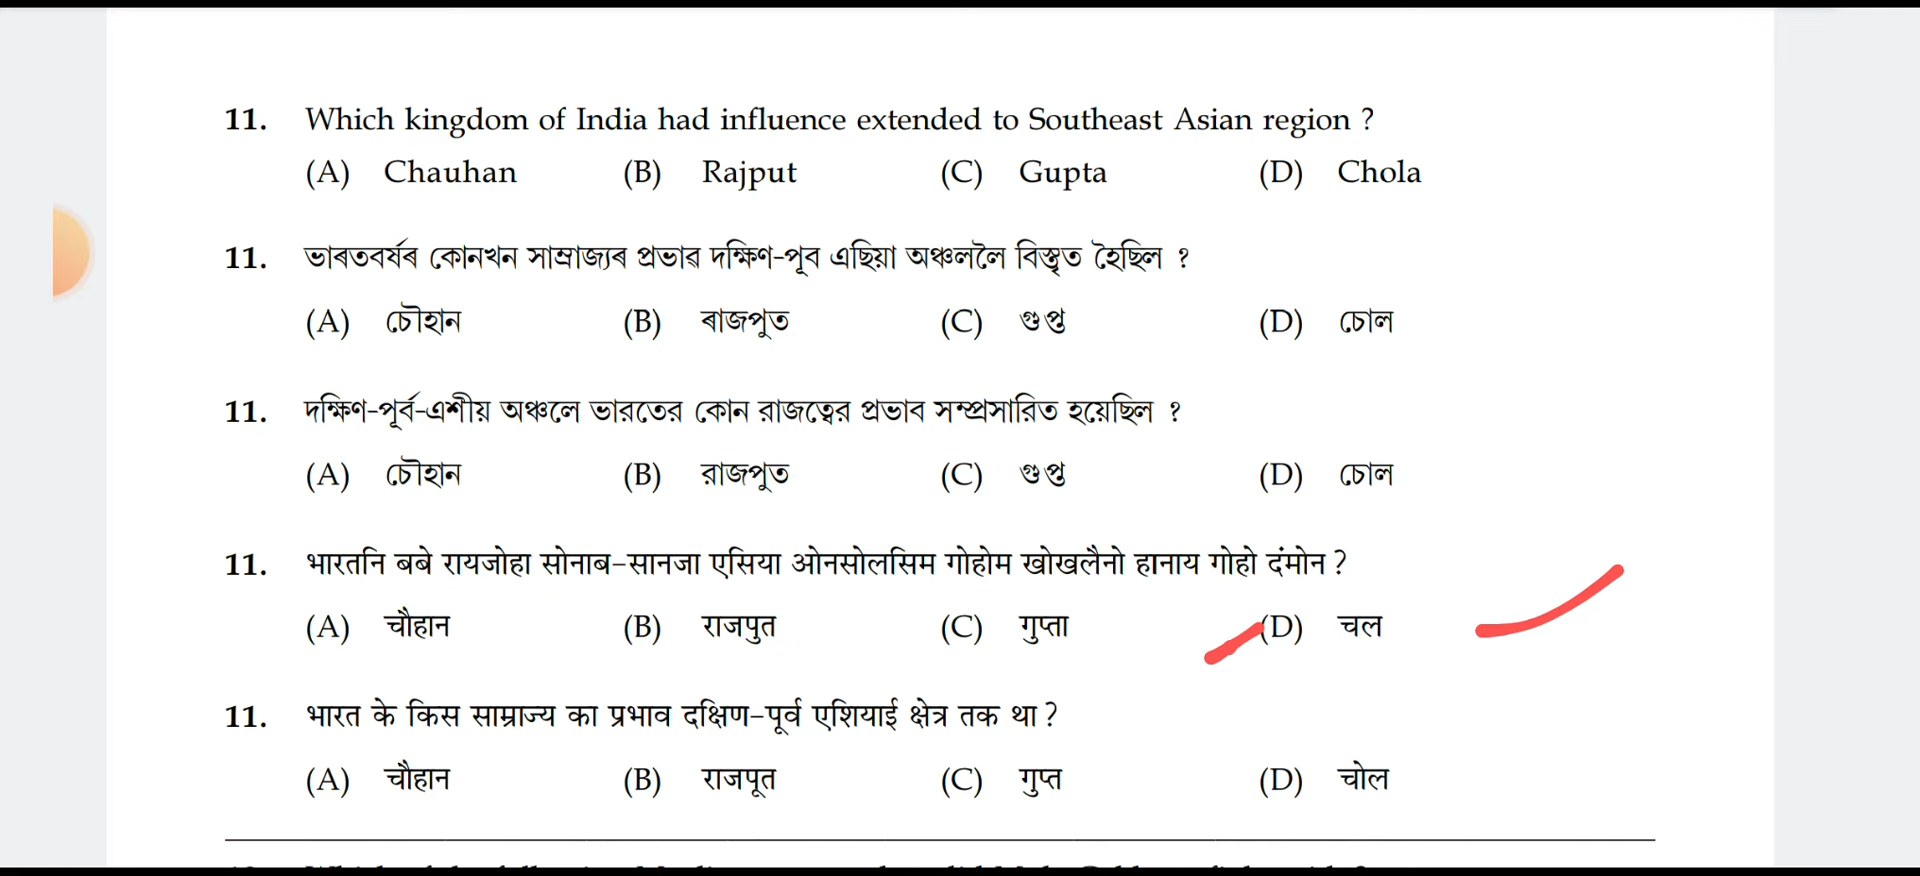 11. Which kingdom of India had influence extended to Southeast Asian region ?
(A) Chauhan (B) Rajput (C) Gupta (D) Chola
11. ভাৰতবৰ্ষৰ কোনখন সাম্ৰাজ্যৰ প্ৰভাৱ দক্ষিণ-পূব এছিয়া অঞ্চললৈ বিস্তৃত হৈছিল ?
(A) চৌহান (B) ৰাজপুত (C) গুপ্ত (D) চোল
11. দক্ষিণ-পূর্ব-এশীয় অঞ্চলে ভারতের কোন রাজত্বের প্রভাব সম্প্রসারিত হয়েছিল ?
(A) চৌহান (B) রাজপুত (C) গুপ্ত (D) চোল
11. भारतनि बबे रायजोहा सोनाब-सानजा एसिया ओनसोलसिम गोहोम खोखलैनो हानाय गोहो दंमोन ?
(A) चौहान (B) राजपुत (C) गुप्ता (D) चल
11. भारत के किस साम्राज्य का प्रभाव दक्षिण-पूर्व एशियाई क्षेत्र तक था ?
(A) चौहान (B) राजपूत (C) गुप्त (D) चोल